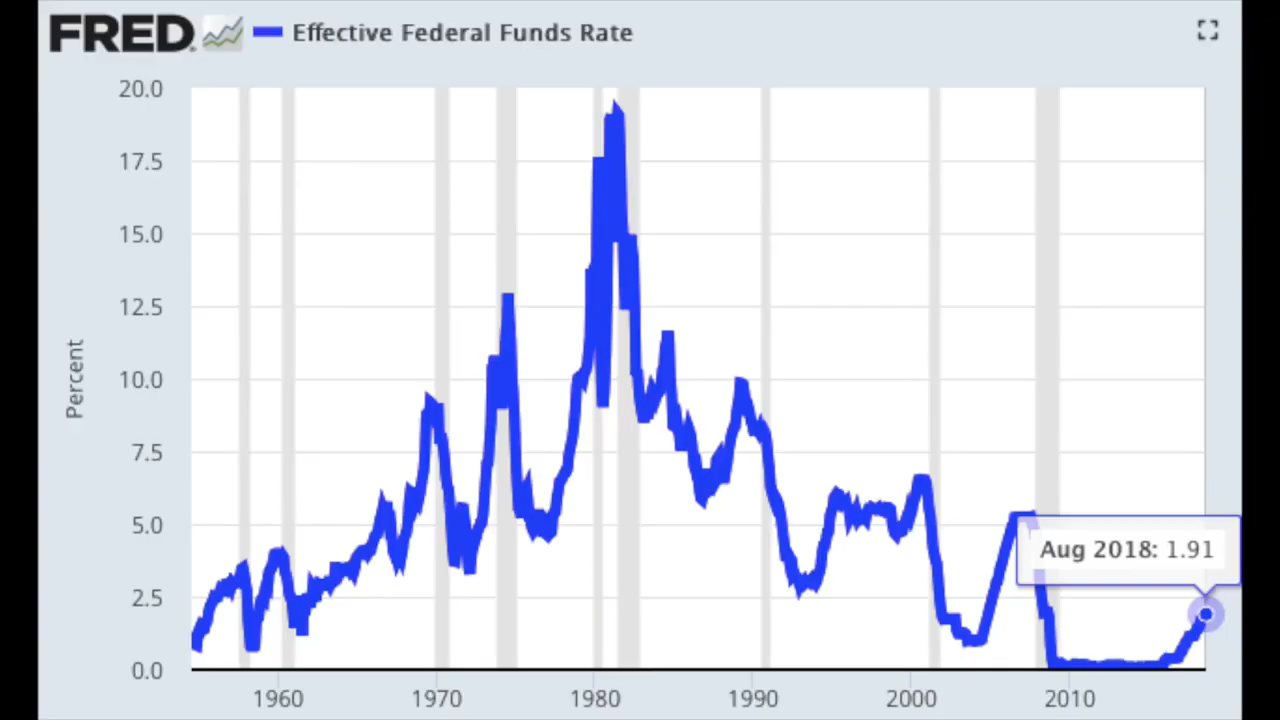 FRED
Effective Federal Funds Rate
20.0
17.5
15.0
12.5
10.0
7.5
5.0
2.5
0.0
Percent
Aug 2018: 1.91
1960 1970 1980 1990 2000 2010